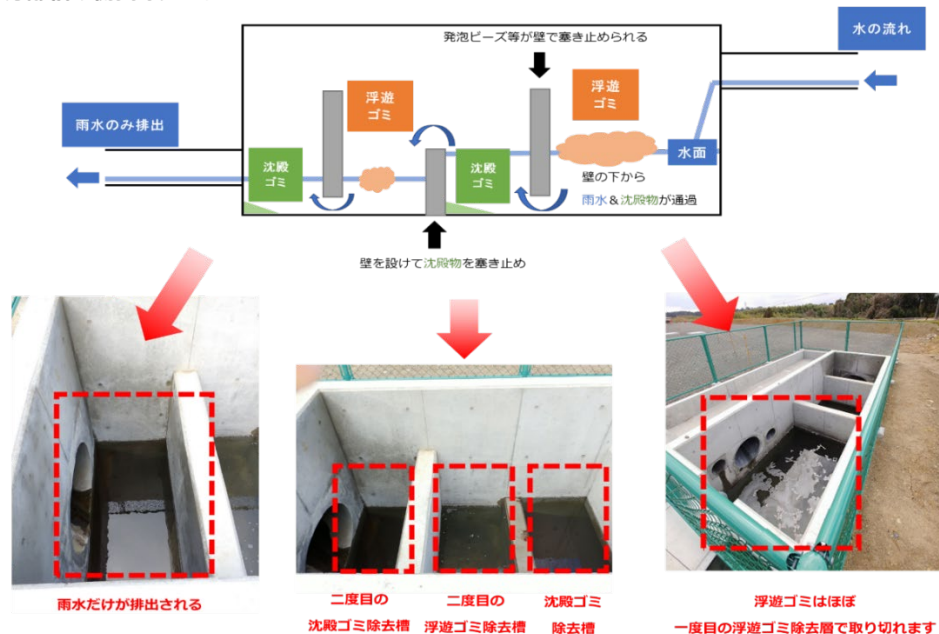 発泡ビーズ等が壁で塞き止められる
水の流れ
浮遊
ゴミ
浮遊
ゴミ
雨水のみ排出
水面
沈殿
ゴミ
沈殿
ゴミ
壁の下から
雨水＆沈殿物が通過
壁を設けて沈殿物を塞き止め
雨水だけが排出される
二度目の
沈殿ゴミ除去槽
二度目の
浮遊ゴミ除去槽
沈殿ゴミ
除去槽
浮遊ゴミはほぼ
一度目の浮遊ゴミ除去層で取り切れます